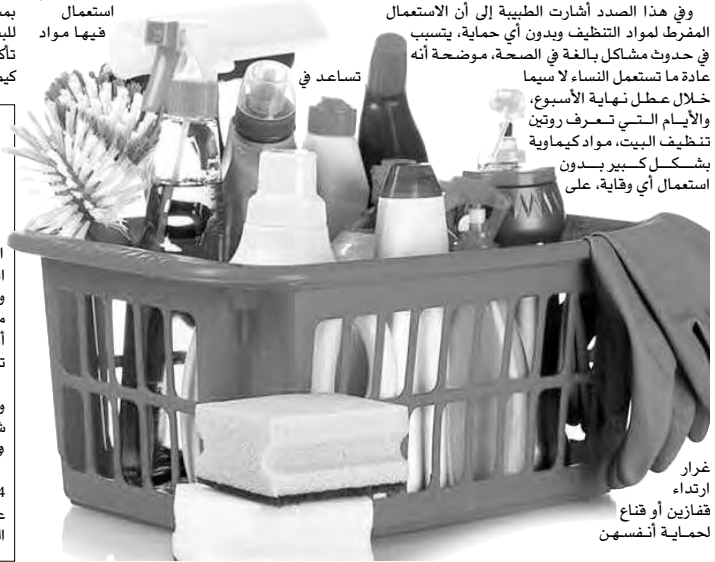 وفي هذا الصدد أشارت الطبيبة إلى أن الاستعمال
المفرط لمواد التنظيف وبدون أي حماية، يتسبب
في حدوث مشاكل بالغة في الصحة، موضحة أنه
عادة ما تستعمل النساء لا سيما
خلال عطل نهاية الأسبوع،
والأيام التي تعرف روتين
تنظيف البيت، مواد كيماوية
بشكل كبير بدون
استعمال أي وقاية، على
غرار
ارتداء
قفازين أو قناع
لحماية أنفسهن
تساعد في
استعمال
فيها مواد